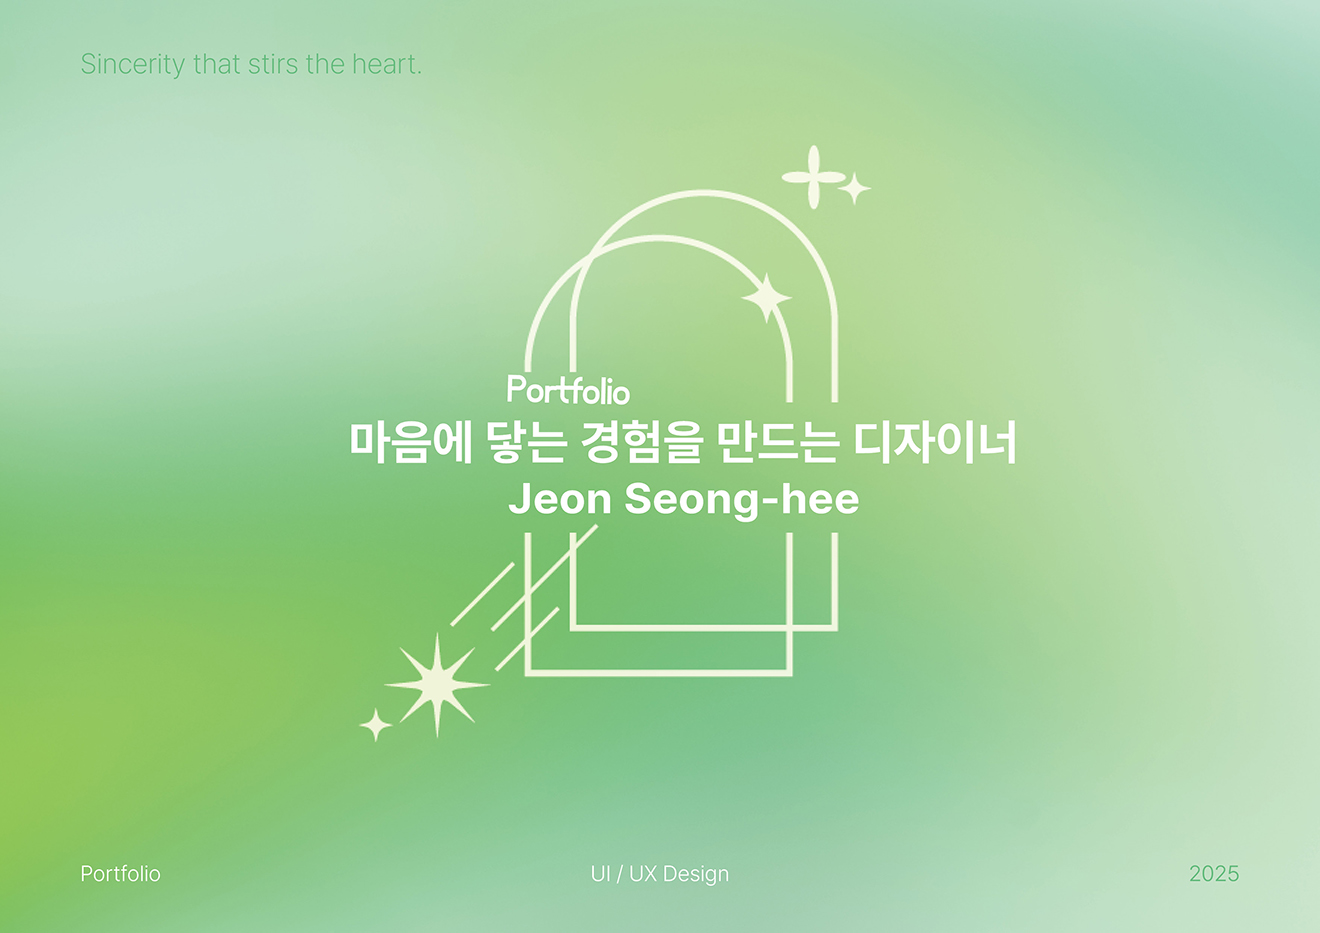 Sincerity that stirs the heart.
Portfolio
마음에 닿는 경험을 만드는 디자이너
Jeon Seong-hee
Portfolio
UI / UX Design
2025